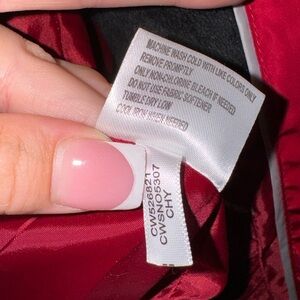 MACHINE WASH COLD WITH LIKE COLORS ONLY
REMOVE PROMPTLY
ONLY NON-CHLORINE BLEACH IF NEEDED
DO NOT USE FABRIC SOFTENER
TUMBLE DRY LOW
COOL IRON WHEN NEEDED
CW526821
CWSNO5307
CHY